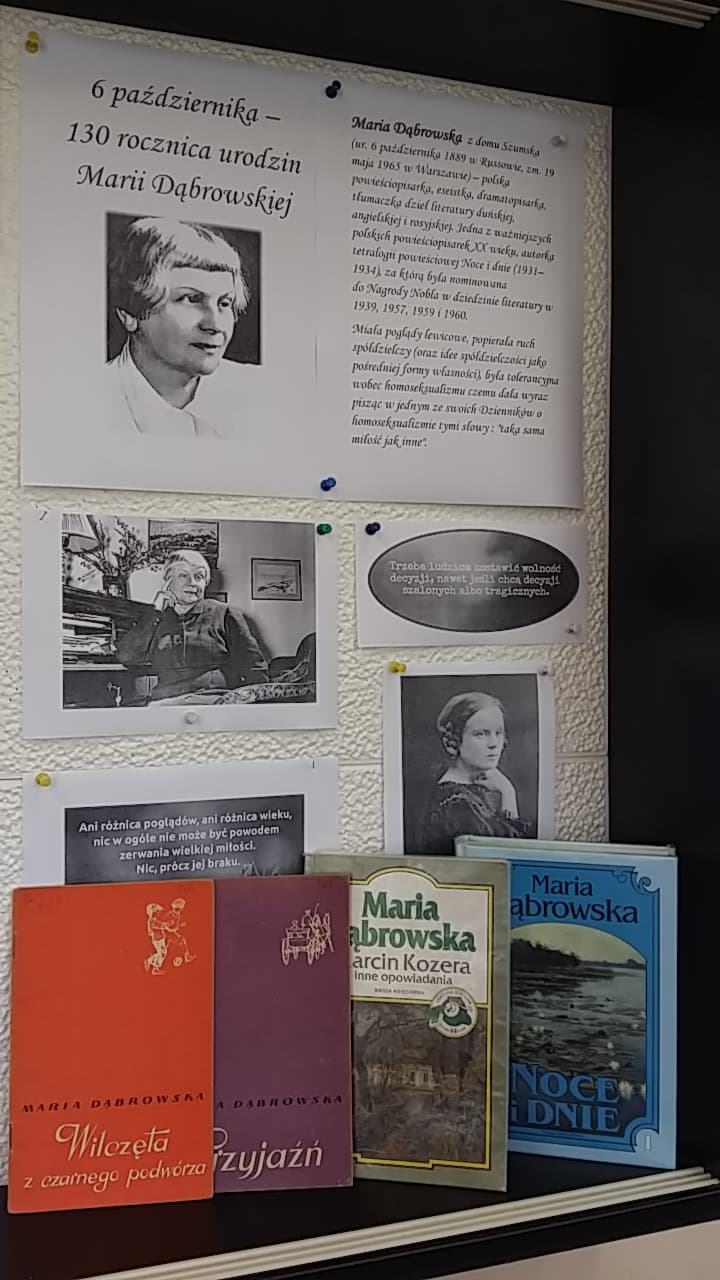 6 października –
130 rocznica urodzin
Marii Dąbrowskiej
Maria Dąbrowska z domu Szumska
(ur. 6 października 1889 w Russowie, zm. 19
maja 1965 w Warszawie) – polska
powieściopisarka, eseistka, dramatopisarka,
tłumaczka dzieł literatury duńskiej,
angielskiej i rosyjskiej. Jedna z ważniejszych
polskich powieściopisarek XX wieku, autorka
tetralogii powieściowej Noce i dnie (1931–
1934), za którą była nominowana
do Nagrody Nobla w dziedzinie literatury w
1939, 1957, 1959 i 1960.
Miała poglądy lewicowe, popierała ruch
spółdzielczy (oraz idee spółdzielczości jako
pośredniej formy własności), była tolerancyjna
wobec homoseksualizmu czemu dała wyraz
pisząc w jednym ze swoich Dzienników o
homoseksualizmie tymi słowy : "taka sama
miłość jak inne".
Trzeba ludziom zostawić wolność
decyzji, nawet jeśli chcą decyzji
szalonych albo tragicznych.
Ani różnica poglądów, ani różnica wieku,
nic w ogóle nie może być powodem
zerwania wielkiej miłości.
Nic, prócz jej braku.
MARIA DĄBROWSKA
Wilczęta
z czarnego podwórza
A DĄBROWSKA
rzyjaźń
Maria
ąbrowska
arcin Kozera
inne opowiadania
NASZA KSIĘGARNIA
Maria
ąbrowska
NOCE
i DNIE
I